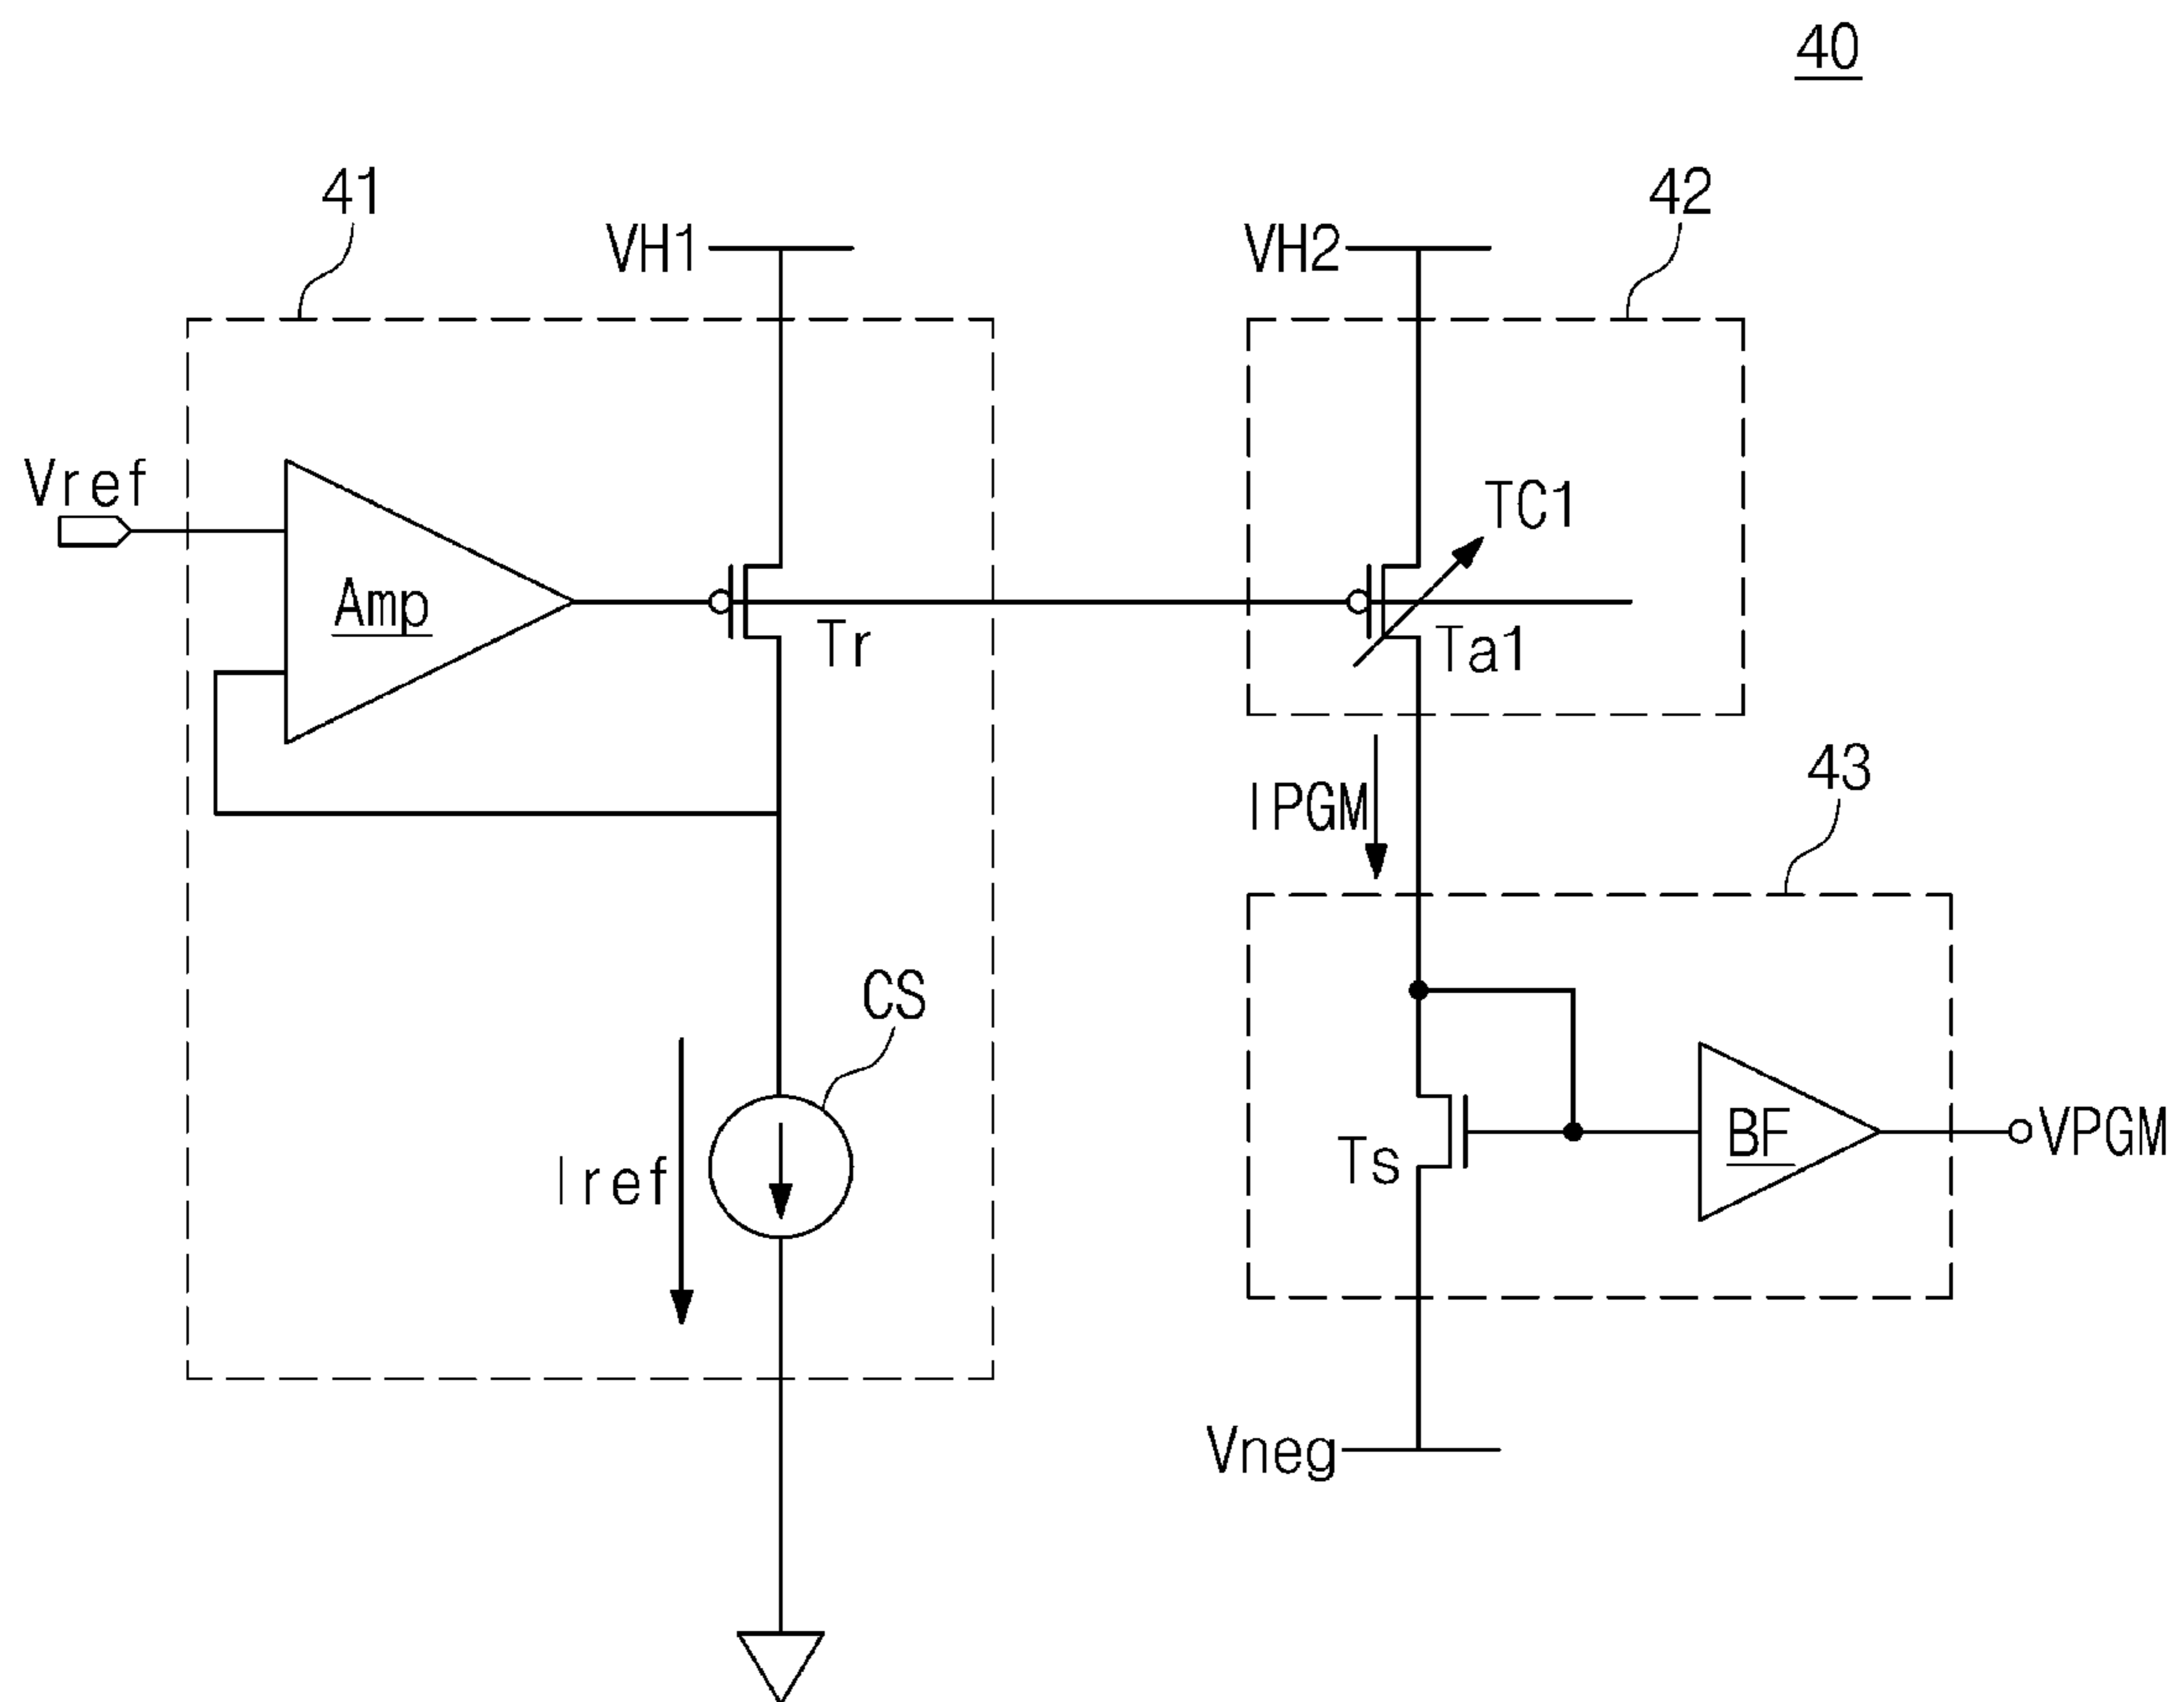 40
41
42
VH1
VH2
Vref
TC1
Amp
Tr
Ta1
43
IPGM
CS
Iref
Ts
BF
VPGM
Vneg